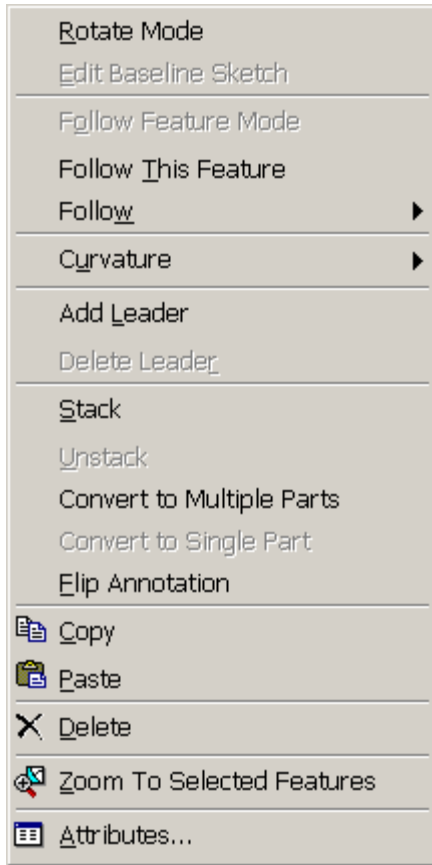 Rotate Mode
Edit Baseline Sketch
Follow Feature Mode
Follow This Feature
Follow
Curvature
Add Leader
Delete Leader
Stack
Unstack
Convert to Multiple Parts
Convert to Single Part
Flip Annotation
Copy
Paste
Delete
Zoom To Selected Features
Attributes...